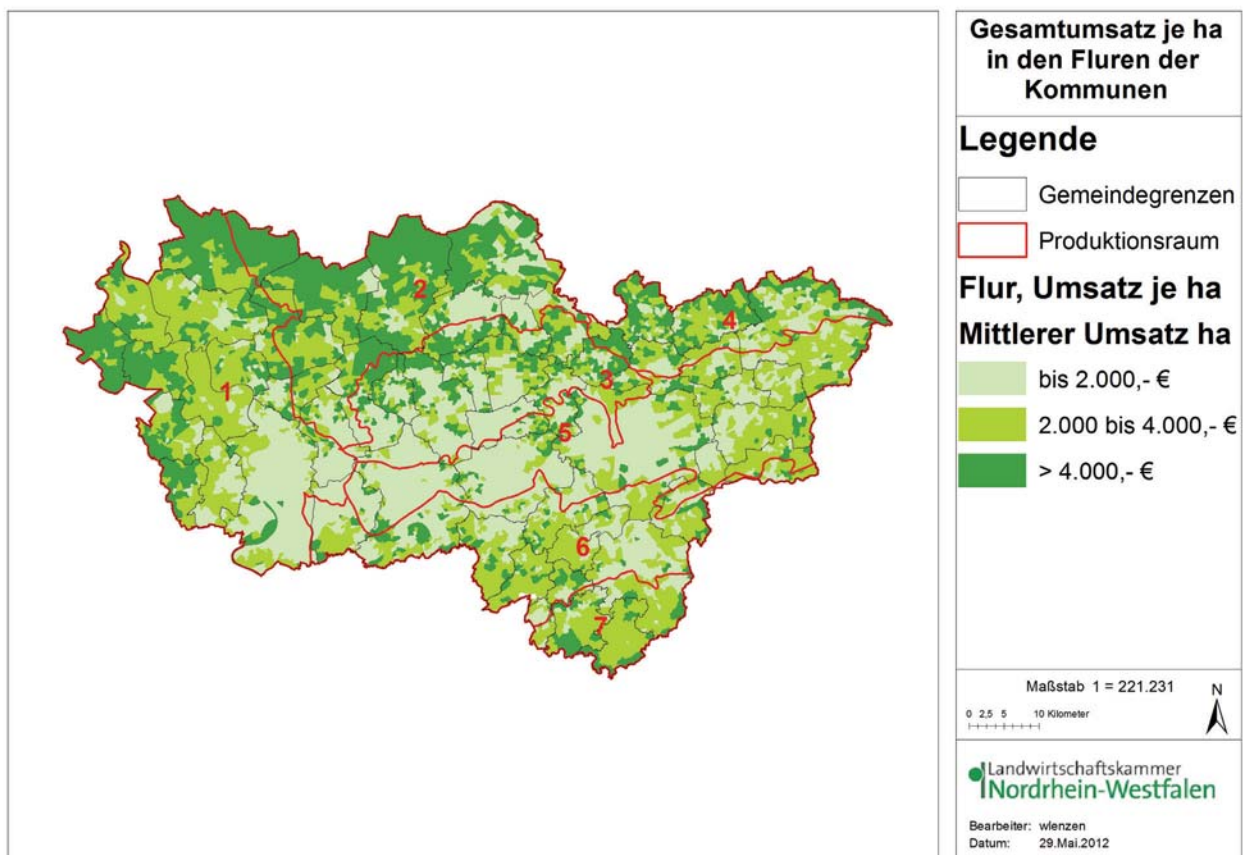 Gesamtumsatz je ha
in den Fluren der
Kommunen
Legende
Gemeindegrenzen
Produktionsraum
Flur, Umsatz je ha
Mittlerer Umsatz ha
bis 2.000,- €
2.000 bis 4.000,- €
> 4.000,- €
Maßstab 1 = 221.231
N
0 2,5 5 10 Kilometer
Landwirtschaftskammer
Nordrhein-Westfalen
Bearbeiter: wlenzen
Datum: 29.Mai.2012
2
4
1
3
5
6
7